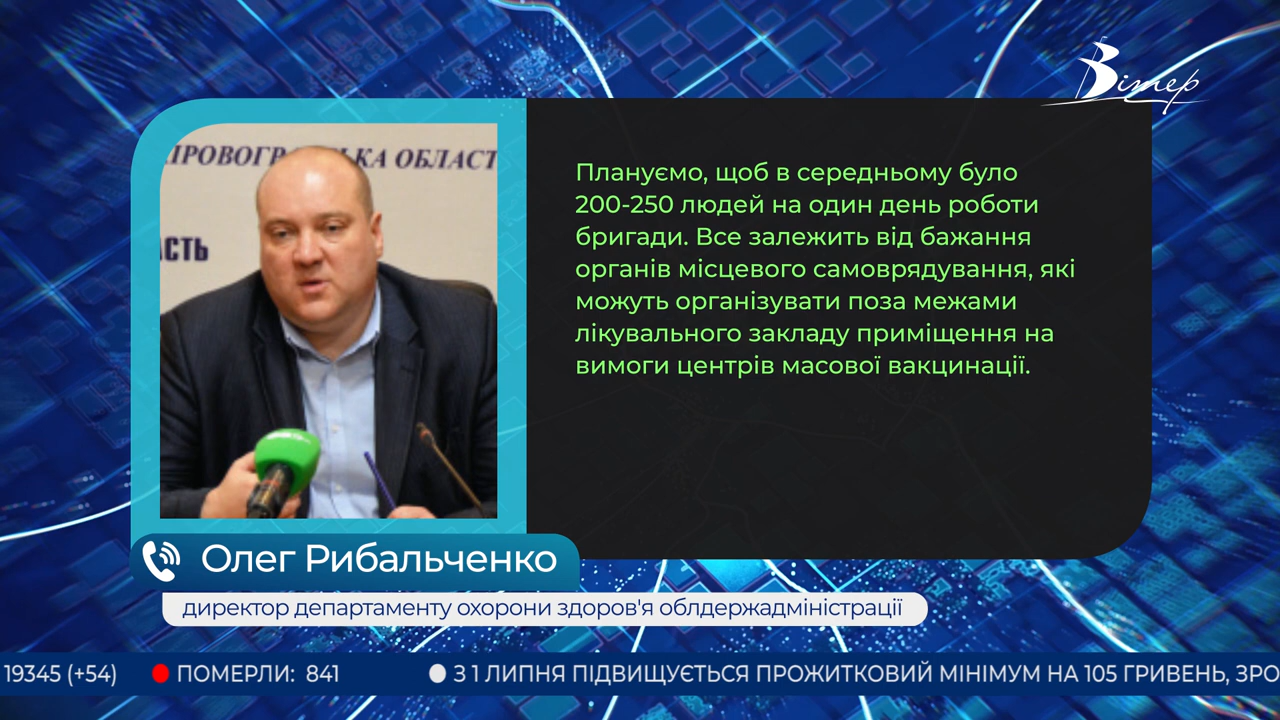 Вітер
ІРОВОГР
КА ОБЛАСТ
АСТЬ
Плануємо, щоб в середньому було
200-250 людей на один день роботи
бригади. Все залежить від бажання
органів місцевого самоврядування, які
можуть організувати поза межами
лікувального закладу приміщення на
вимоги центрів масової вакцинації.
Олег Рибальченко
директор департаменту охорони здоров'я облдержадміністрації
19345 (+54) ПОМЕРЛИ: 841 З 1 ЛИПНЯ ПІДВИЩУЄТЬСЯ ПРОЖИТКОВИЙ МІНІМУМ НА 105 ГРИВЕНЬ, ЗРО